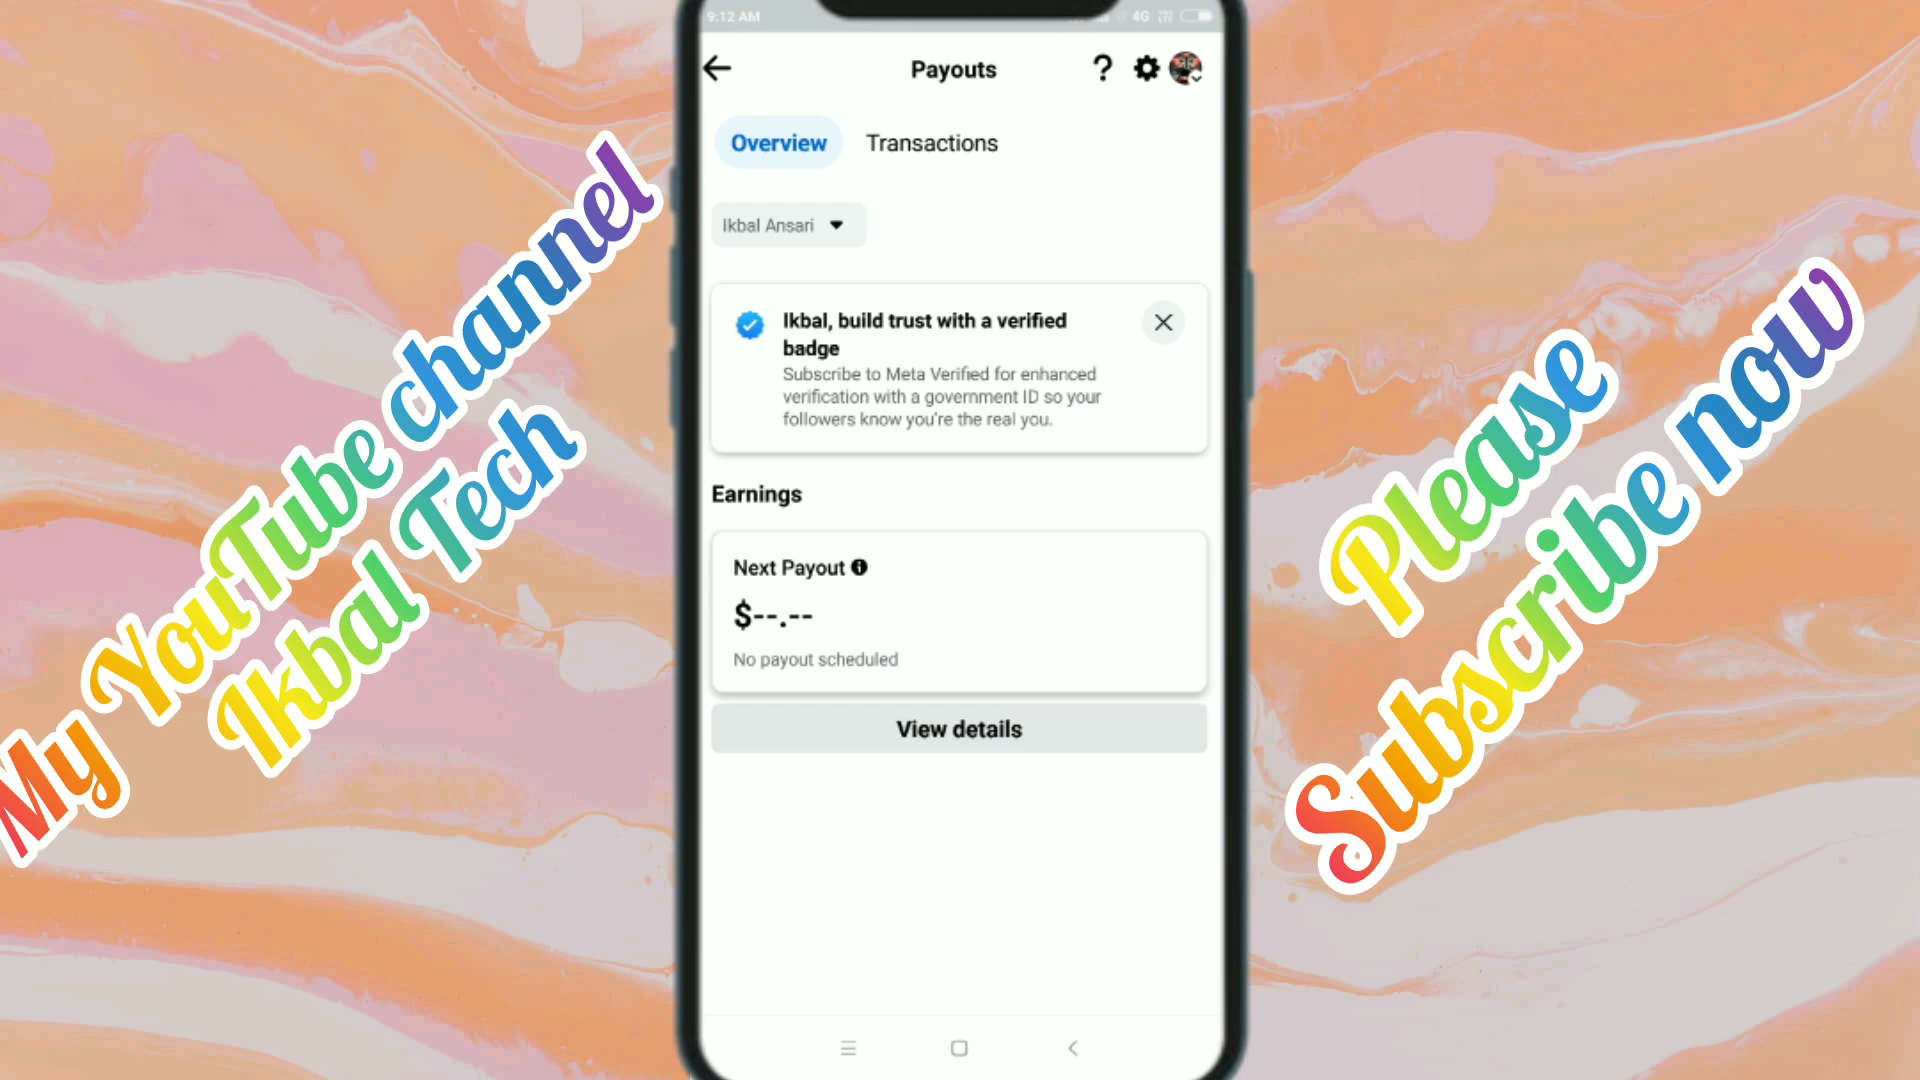 9:12 AM
4G
Payouts
Overview Transactions
Ikbal Ansari
Ikbal, build trust with a verified
badge
Subscribe to Meta Verified for enhanced
verification with a government ID so your
followers know you're the real you.
Earnings
Next Payout
$--.--
No payout scheduled
View details
My YouTube channel
Ikbal Tech
Please
Subscribe now